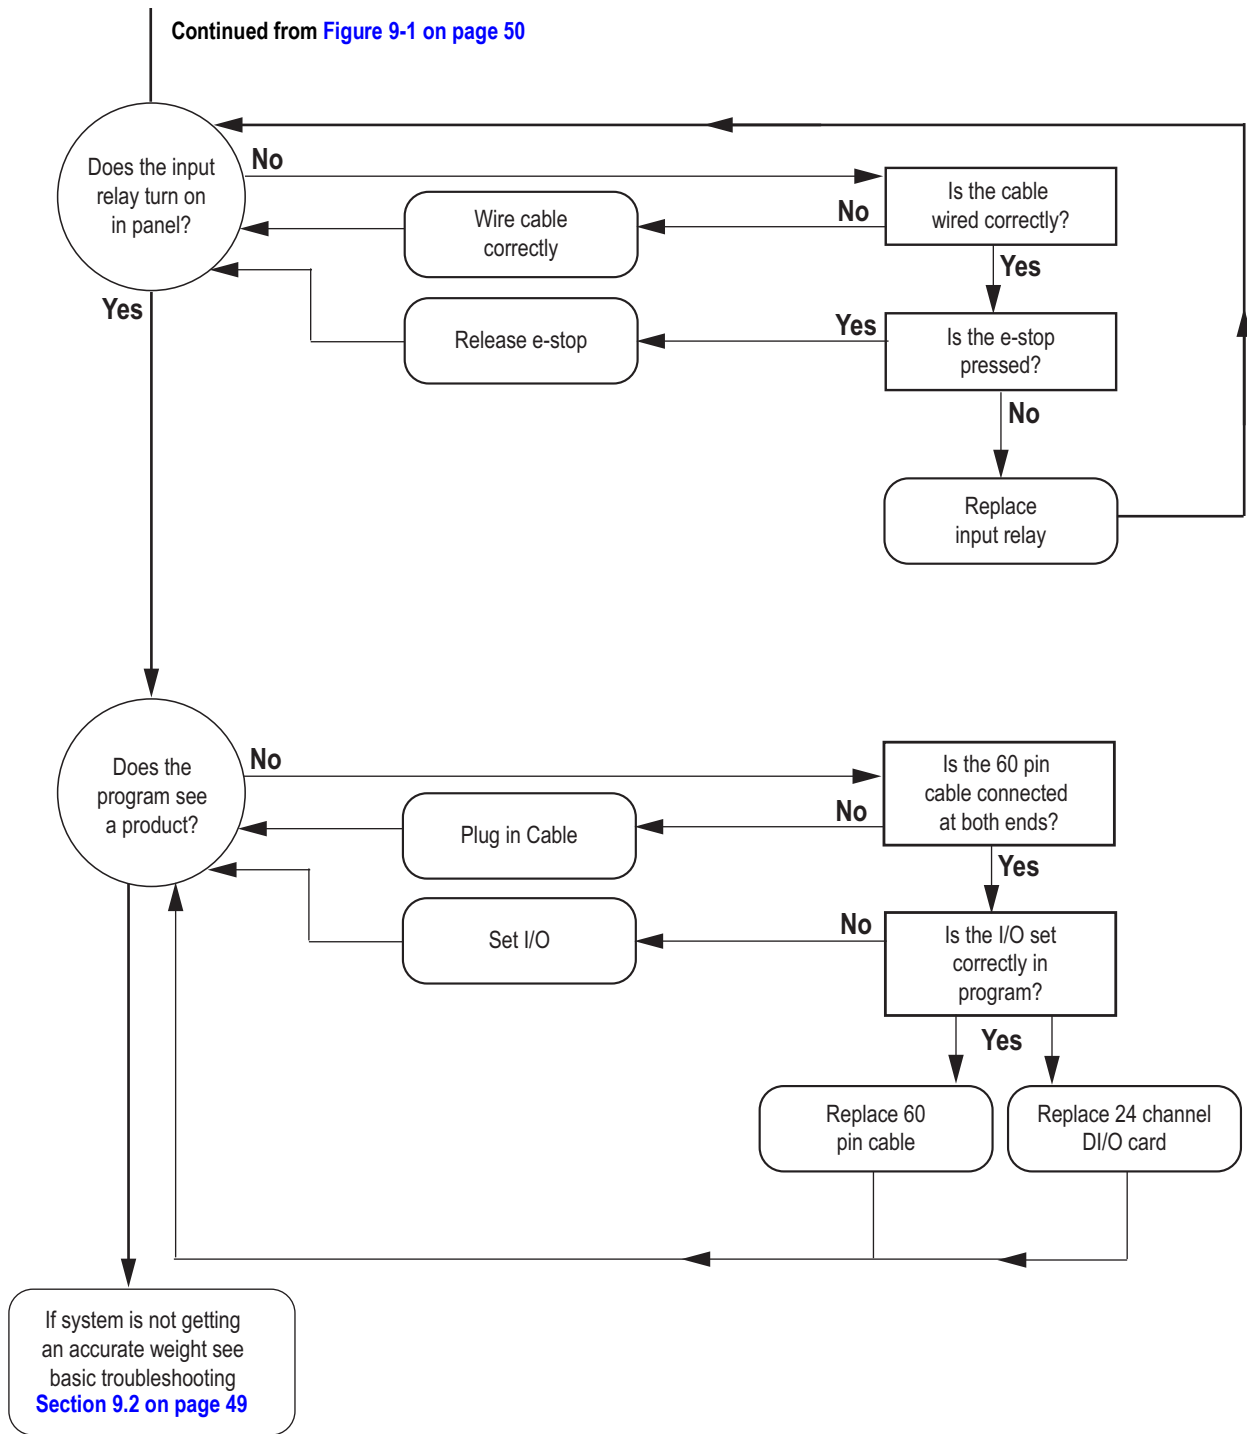 Continued from Figure 9-1 on page 50
Does the input
relay turn on
in panel?
No
Is the cable
wired correctly?
No
Wire cable
correctly
Yes
Yes
Is the e-stop
pressed?
Yes
Release e-stop
No
Replace
input relay
Does the
program see
a product?
No
Is the 60 pin
cable connected
at both ends?
No
Plug in Cable
Yes
Is the I/O set
correctly in
program?
No
Set I/O
Yes
Replace 60
pin cable
Replace 24 channel
DI/O card
If system is not getting
an accurate weight see
basic troubleshooting
Section 9.2 on page 49